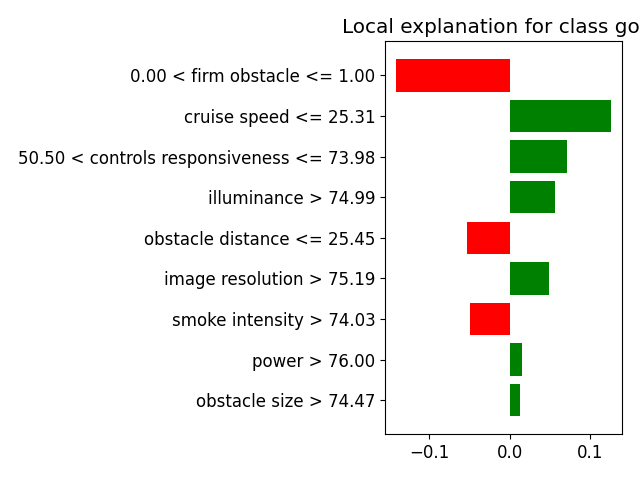 Local explanation for class go
0.00 < firm obstacle <= 1.00
cruise speed <= 25.31
50.50 < controls responsiveness <= 73.98
illuminance > 74.99
obstacle distance <= 25.45
image resolution > 75.19
smoke intensity > 74.03
power > 76.00
obstacle size > 74.47
−0.1 0.0 0.1